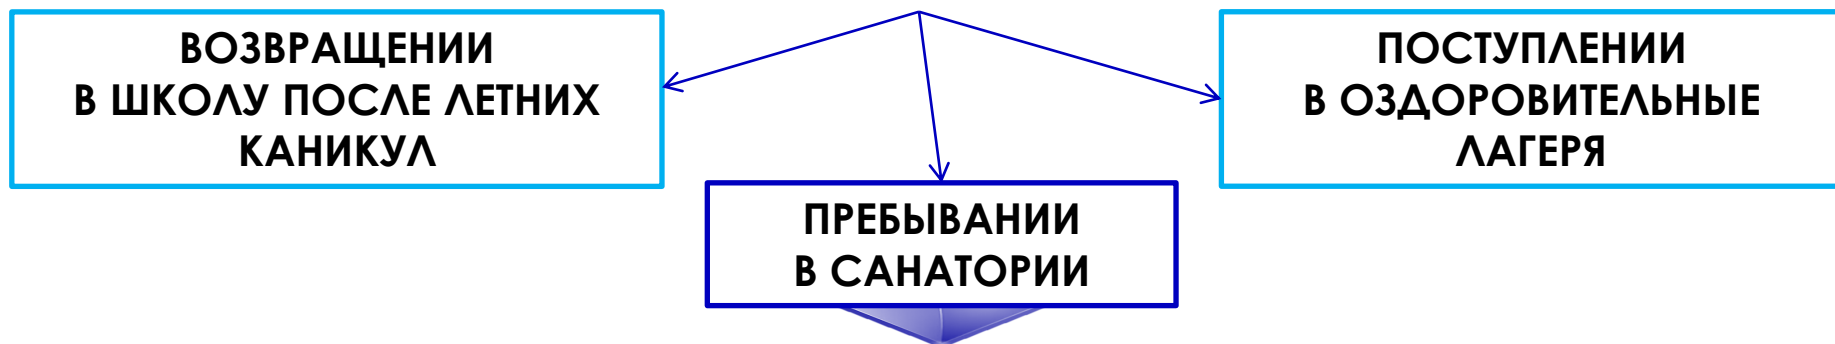 ВОЗВРАЩЕНИИ
В ШКОЛУ ПОСЛЕ ЛЕТНИХ
КАНИКУЛ
ПОСТУПЛЕНИИ
В ОЗДОРОВИТЕЛЬНЫЕ
ЛАГЕРЯ
ПРЕБЫВАНИИ
В САНАТОРИИ